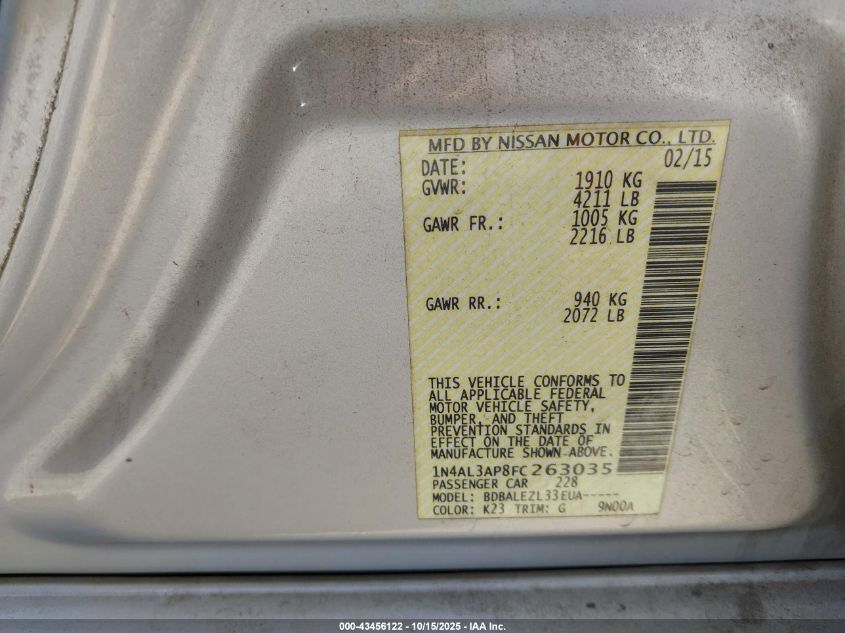 MFD BY NISSAN MOTOR CO., LTD.
DATE: 02/15
GVWR: 1910 KG
4211 LB
GAWR FR.: 1005 KG
2216 LB
GAWR RR.: 940 KG
2072 LB
THIS VEHICLE CONFORMS TO
ALL APPLICABLE FEDERAL
MOTOR VEHICLE SAFETY,
BUMPER, AND THEFT
PREVENTION STANDARDS IN
EFFECT ON THE DATE OF
MANUFACTURE SHOWN ABOVE.
1N4AL3AP8FC263035
PASSENGER CAR 228
MODEL: BDBALEZL33EUA-----
COLOR: K23 TRIM: G 9N00A
000-43456122 - 10/15/2025 - IAA Inc.